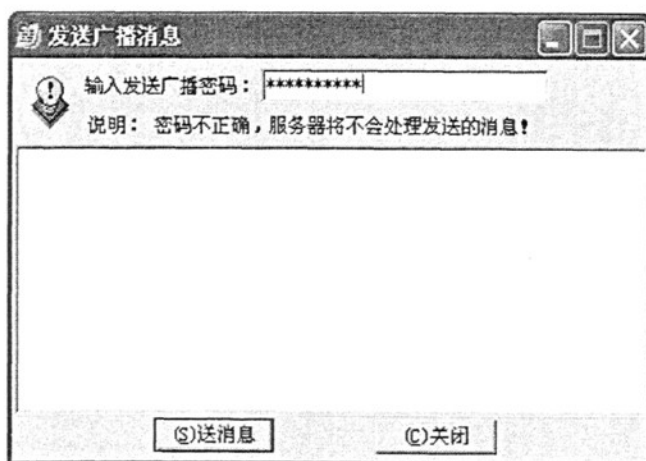 发送广播消息
输入发送广播密码： **********
说明： 密码不正确，服务器将不会处理发送的消息！
(S)送消息
(C)关闭